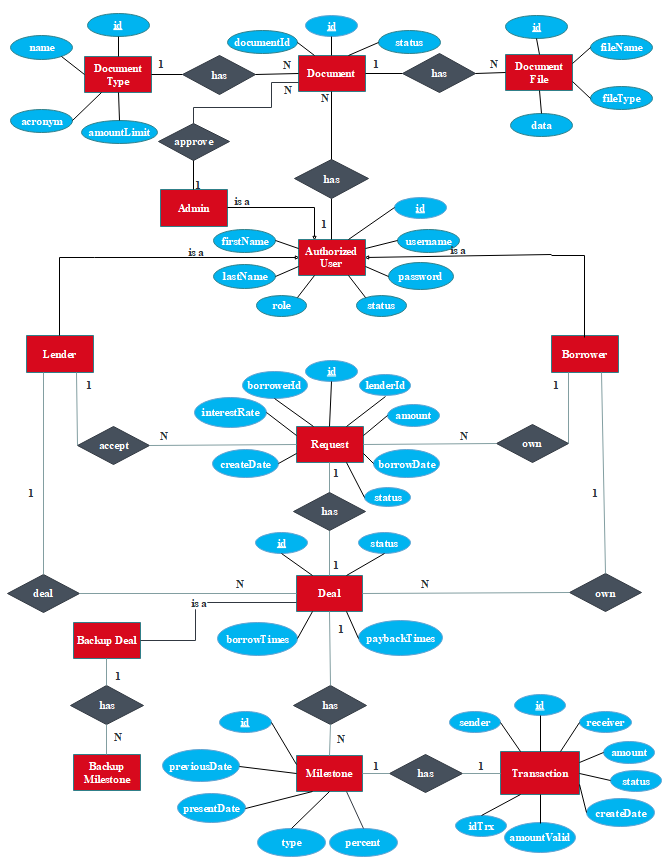 id
id
id
name
documentId
status
fileName
1
N
1
N
Document
Type
has
Document
has
Document
File
N
N
fileType
acronym
amountLimit
data
approve
has
1
is a
Admin
id
1
firstName
username
is a
Authorized
User
is a
lastName
password
role
status
Lender
Borrower
id
1
borrowerId
lenderId
1
interestRate
amount
accept
N
Request
N
own
createDate
borrowDate
1
status
1
1
has
id
status
1
N
N
deal
Deal
own
is a
Backup Deal
borrowTimes
1
paybackTimes
1
has
has
id
id
sender
receiver
N
N
previousDate
amount
Backup
Milestone
Milestone
1
has
1
Transaction
status
presentDate
createDate
idTrx
type
percent
amountValid